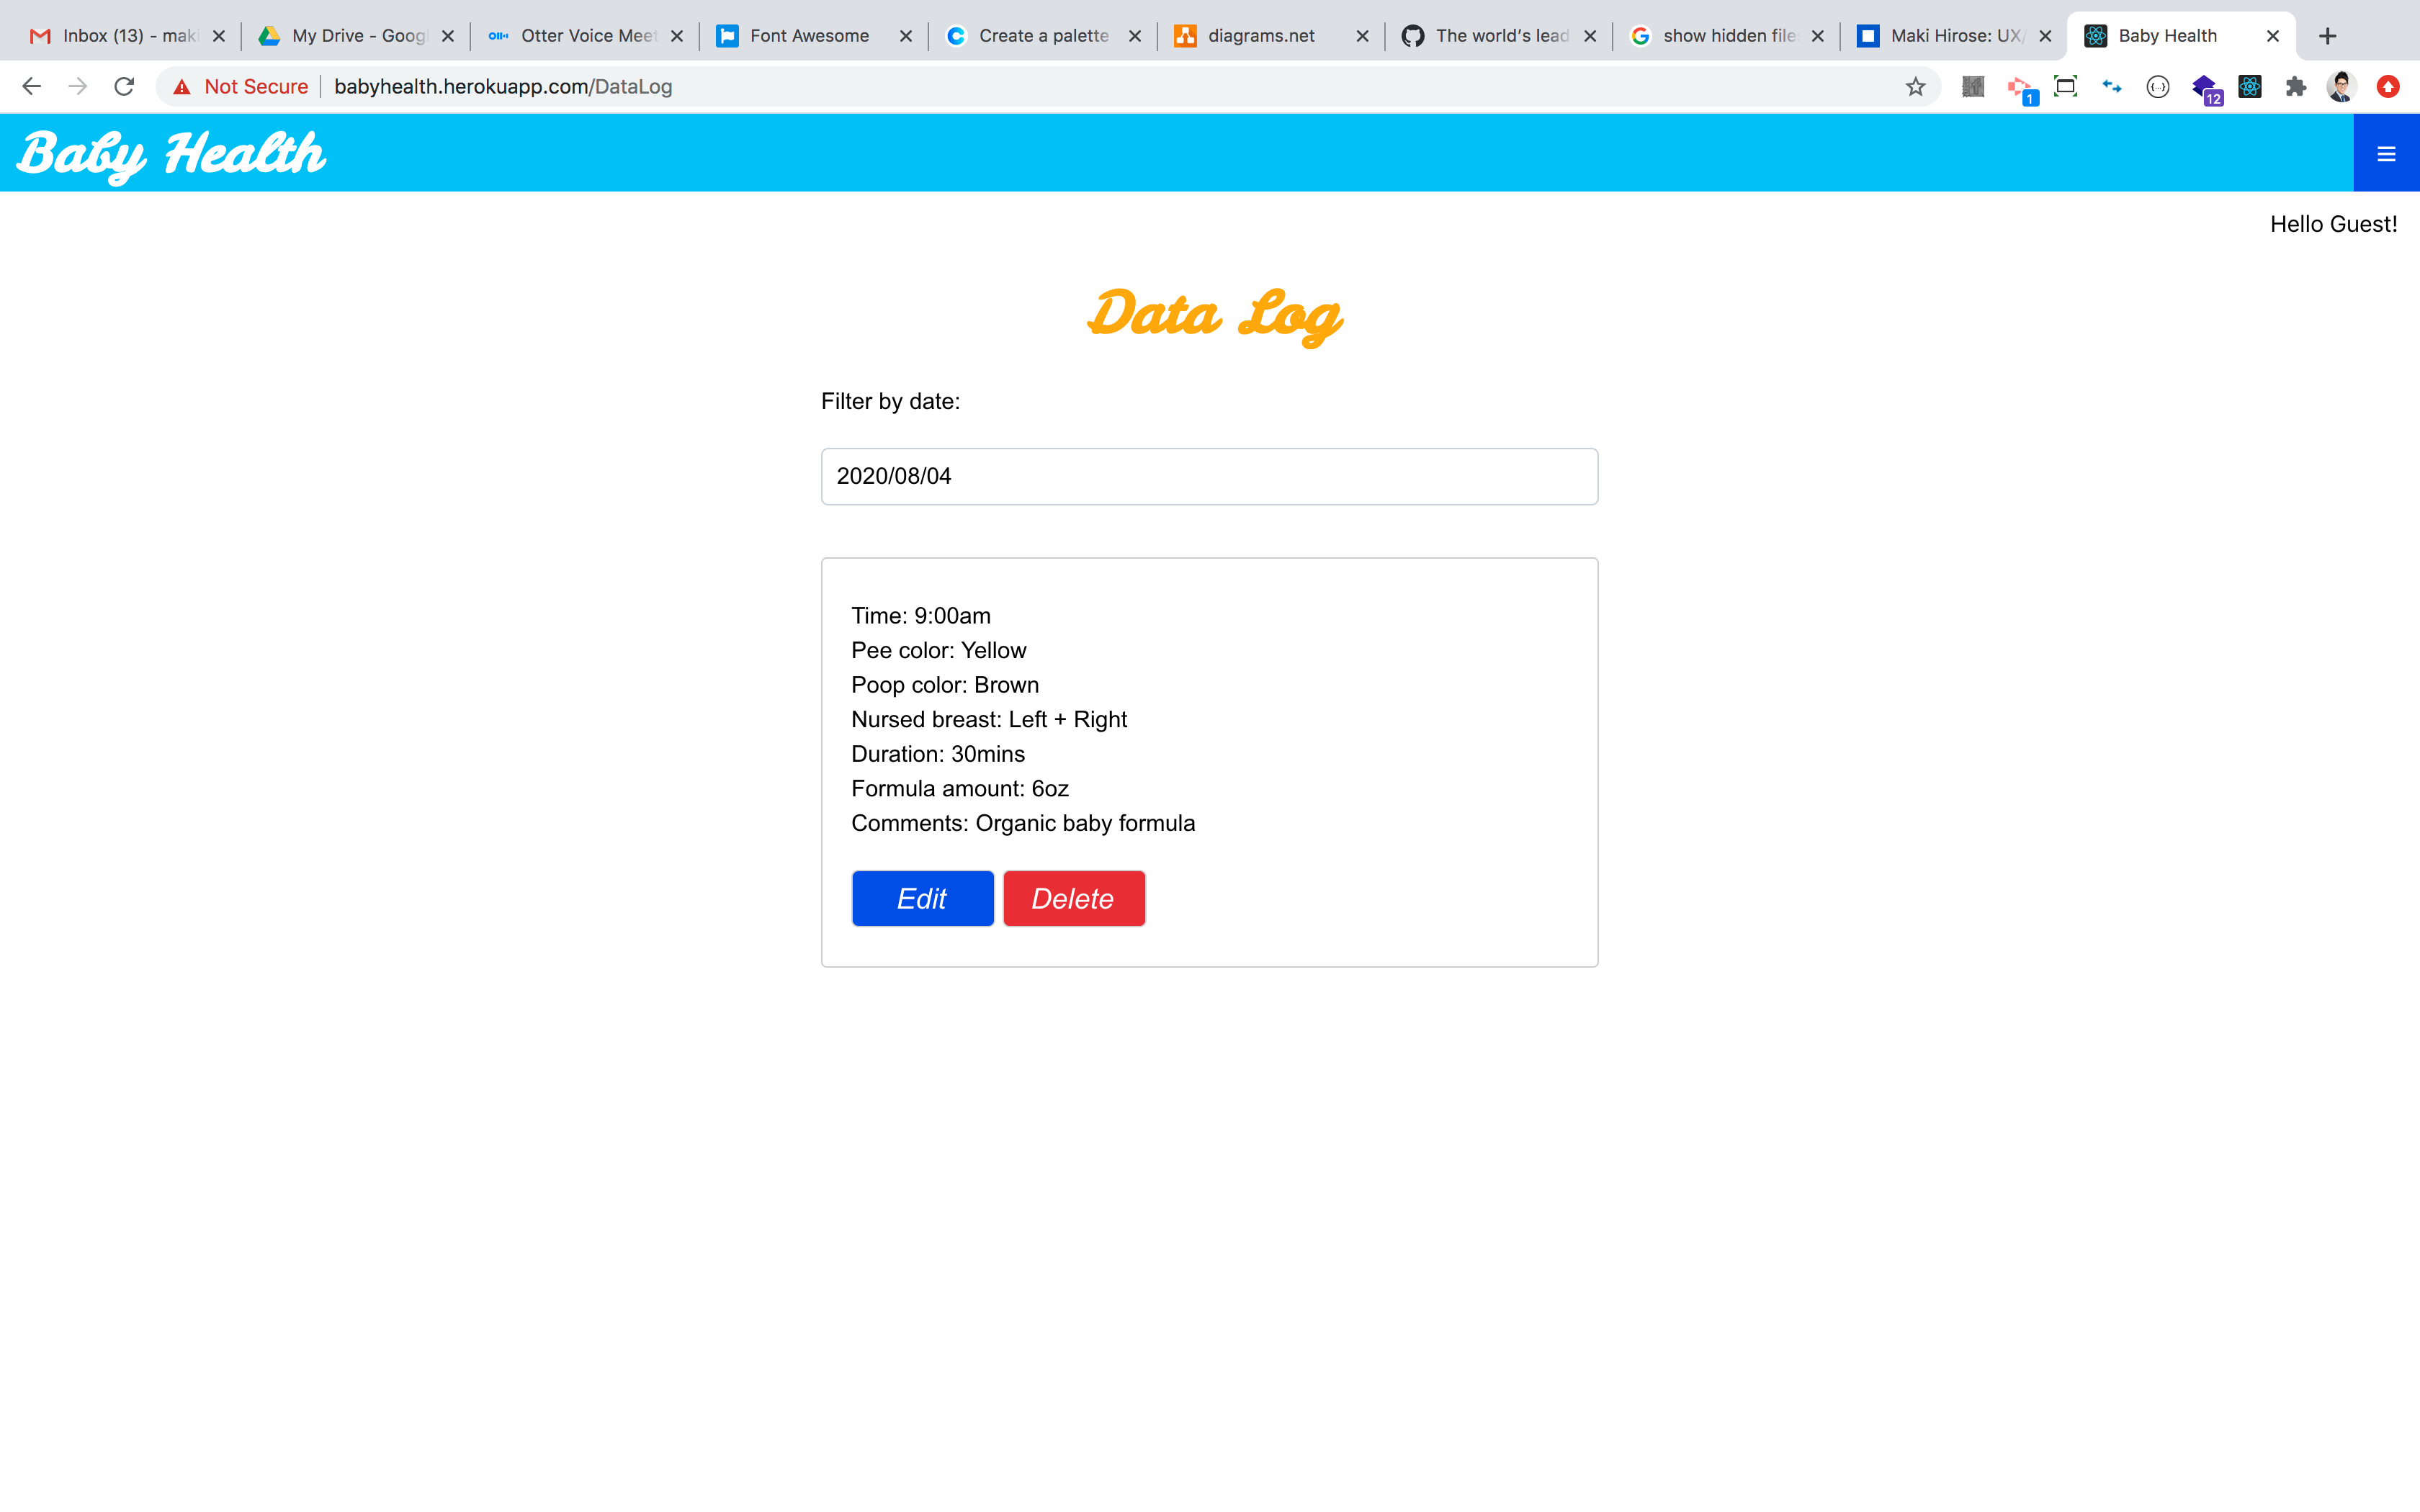 Inbox (13) - maki
My Drive - Googl
Otter Voice Meet
Font Awesome
Create a palette
diagrams.net
The world's lead
show hidden files
Maki Hirose: UX/
Baby Health
Not Secure
babyhealth.herokuapp.com/DataLog
1
12
Baby Health
Hello Guest!
Data Log
Filter by date:
2020/08/04
Time: 9:00am
Pee color: Yellow
Poop color: Brown
Nursed breast: Left + Right
Duration: 30mins
Formula amount: 6oz
Comments: Organic baby formula
Edit
Delete